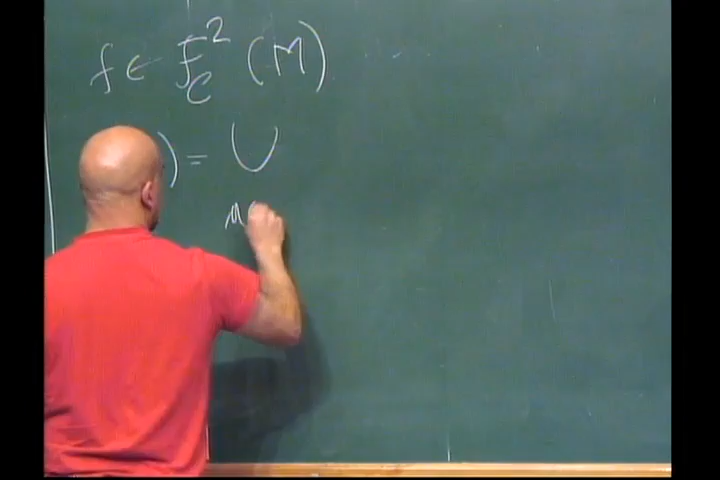 f ∈ f_C^2 (M)
) = ∪